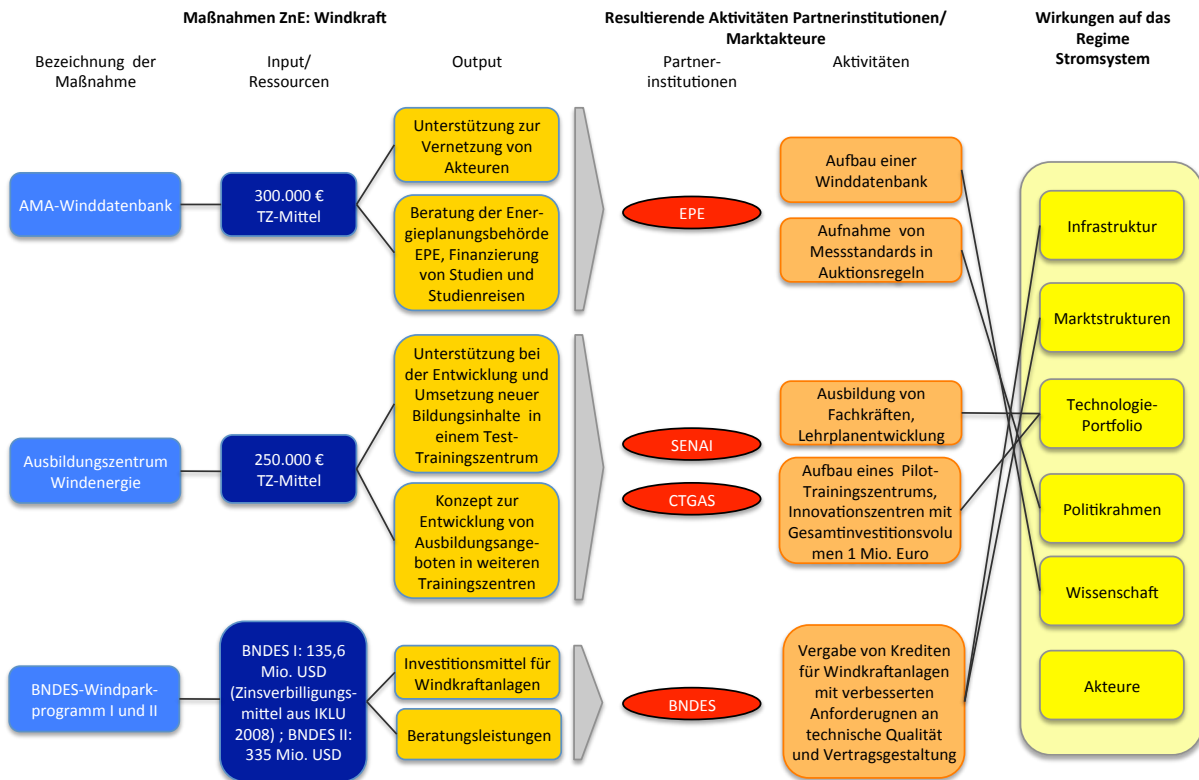 Maßnahmen ZnE: Windkraft
Resultierende Aktivitäten Partnerinstitutionen/
Marktakteure
Wirkungen auf das
Regime
Stromsystem
Bezeichnung der
Maßnahme
Input/
Ressourcen
Output
Partner-
institutionen
Aktivitäten
AMA-Winddatenbank
300.000 €
TZ-Mittel
Unterstützung zur
Vernetzung von
Akteuren
Beratung der Ener-
gieplanungsbehörde
EPE, Finanzierung
von Studien und
Studienreisen
EPE
Aufbau einer
Winddatenbank
Aufnahme von
Messstandards in
Auktionsregeln
Ausbildungszentrum
Windenergie
250.000 €
TZ-Mittel
Unterstützung bei
der Entwicklung und
Umsetzung neuer
Bildungsinhalte in
einem Test-
Trainingszentrum
Konzept zur
Entwicklung von
Ausbildungsange-
boten in weiteren
Trainingszentren
SENAI
CTGAS
Ausbildung von
Fachkräften,
Lehrplanentwicklung
Aufbau eines Pilot-
Trainingszentrums,
Innovationszentren mit
Gesamtinvestitionsvolu
men 1 Mio. Euro
BNDES-Windpark-
programm I und II
BNDES I: 135,6
Mio. USD
(Zinsverbilligungs-
mittel aus IKLU
2008) ; BNDES II:
335 Mio. USD
Investitionsmittel für
Windkraftanlagen
Beratungsleistungen
BNDES
Vergabe von Krediten
für Windkraftanlagen
mit verbesserten
Anforderugnen an
technische Qualität
und Vertragsgestaltung
Infrastruktur
Marktstrukturen
Technologie-
Portfolio
Politikrahmen
Wissenschaft
Akteure